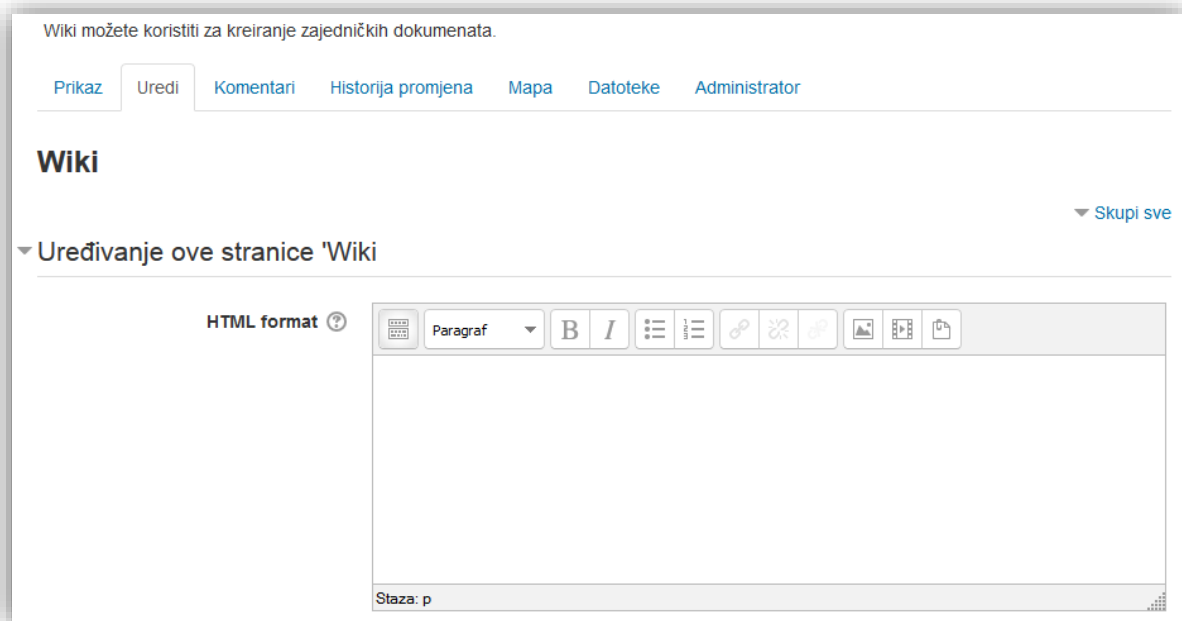 Wiki možete koristiti za kreiranje zajedničkih dokumenata.
Prikaz Uredi Komentari Historija promjena Mapa Datoteke Administrator
Wiki
Skupi sve
Uređivanje ove stranice 'Wiki
HTML format
Paragraf B I
Staza: p